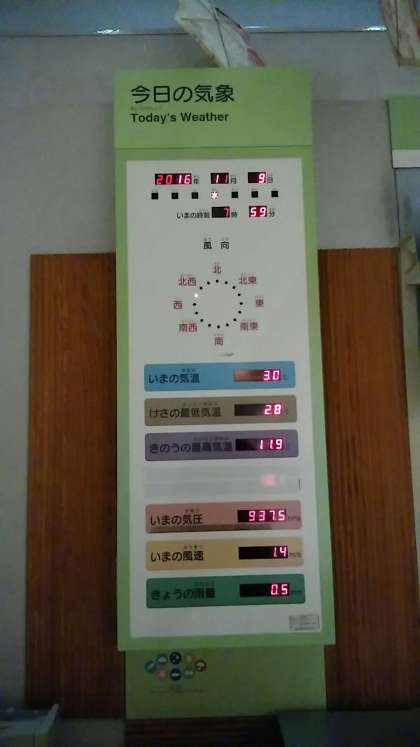 今日の気象
Today's Weather
2016年 11月 9日
いまの時刻 7時 59分
風向
北
北西 北東
西 東
南西 南東
南
いまの気温 3.0℃
けさの最低気温 2.8
きのうの最高気温 11.9
いまの気圧 937.5 hPa
いまの風速 1.4 m/s
きょうの雨量 0.5 mm